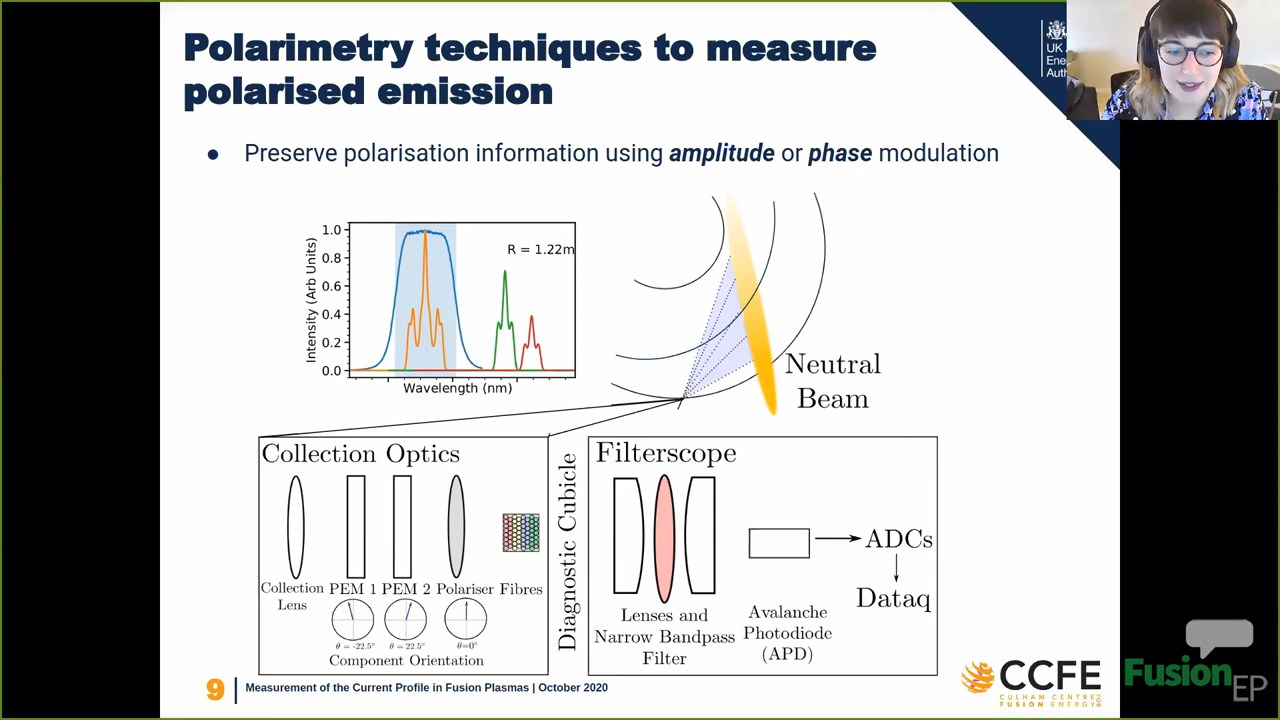 Polarimetry techniques to measure
polarised emission
UK
Ene
Auth
● Preserve polarisation information using amplitude or phase modulation
1.0
0.8
0.6
0.4
0.2
0.0
Intensity (Arb Units)
R = 1.22m
Wavelength (nm)
Neutral
Beam
Collection Optics
Collection
Lens
PEM 1
PEM 2
Polariser
Fibres
θ = -22.5°
θ = 22.5°
θ=0°
Component Orientation
Diagnostic Cubicle
Filterscope
Lenses and
Narrow Bandpass
Filter
Avalanche
Photodiode
(APD)
ADCs
Dataq
9
Measurement of the Current Profile in Fusion Plasmas | October 2020
CCFE
CULHAM CENTRE
FOR
FUSION ENERGY
Fusion
EP